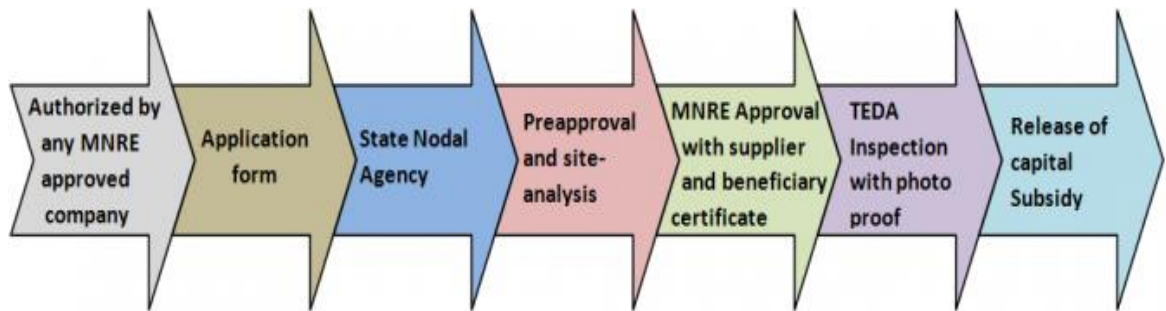 Authorized by
any MNRE
approved
company
Application
form
State Nodal
Agency
Preapproval
and site-
analysis
MNRE Approval
with supplier
and beneficiary
certificate
TEDA
Inspection
with photo
proof
Release of
capital
Subsidy